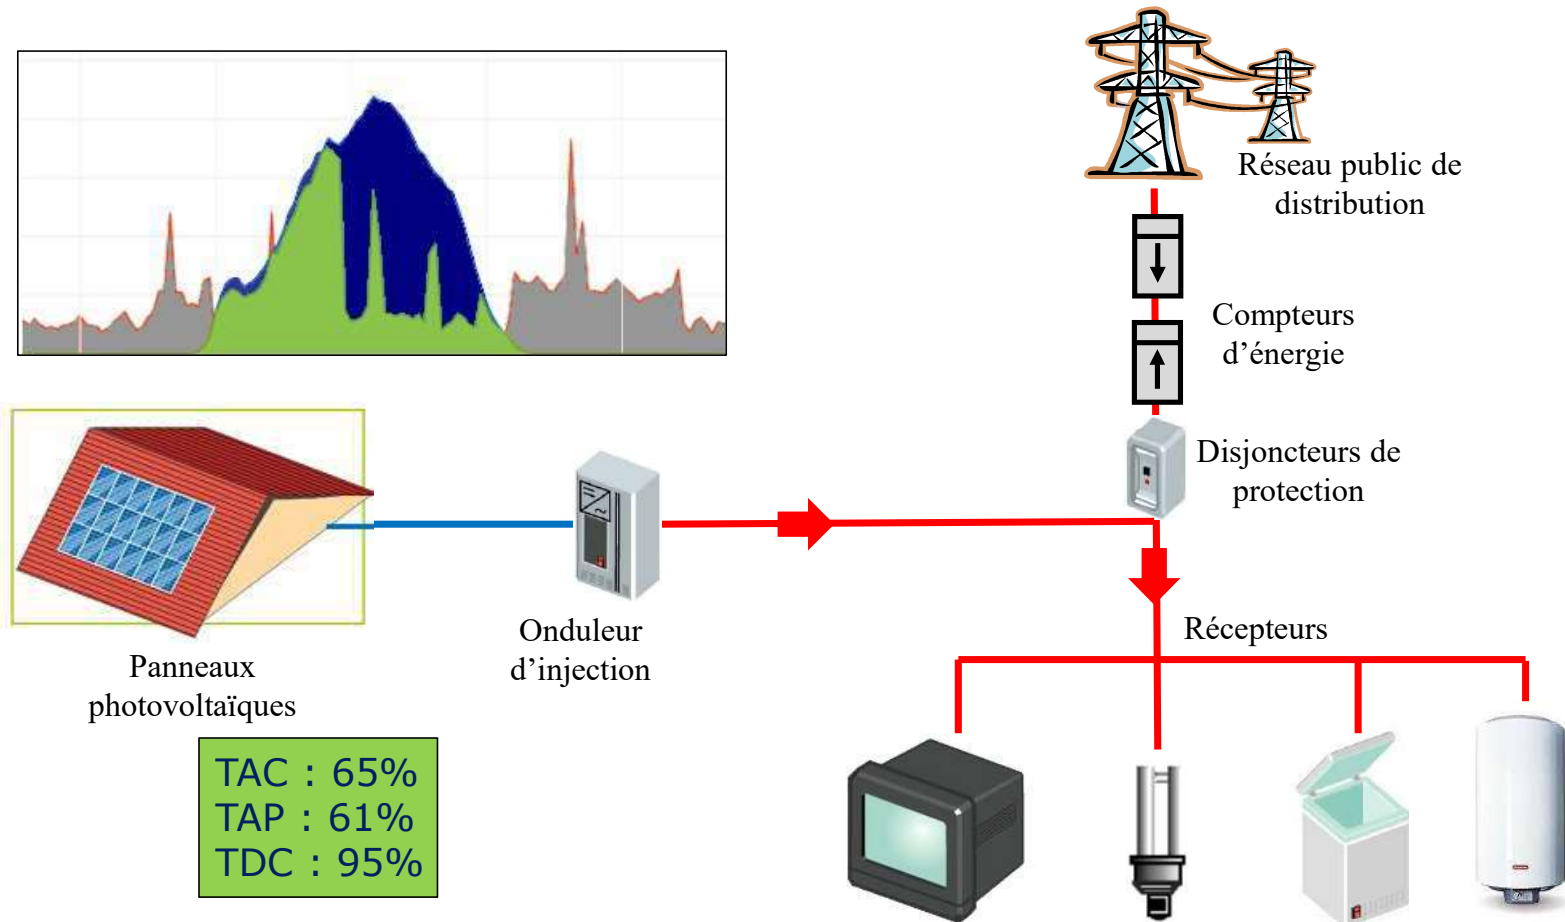 Réseau public de
distribution
Compteurs
d’énergie
Disjoncteurs de
protection
Onduleur
d’injection
Récepteurs
Panneaux
photovoltaïques
TAC : 65%
TAP : 61%
TDC : 95%